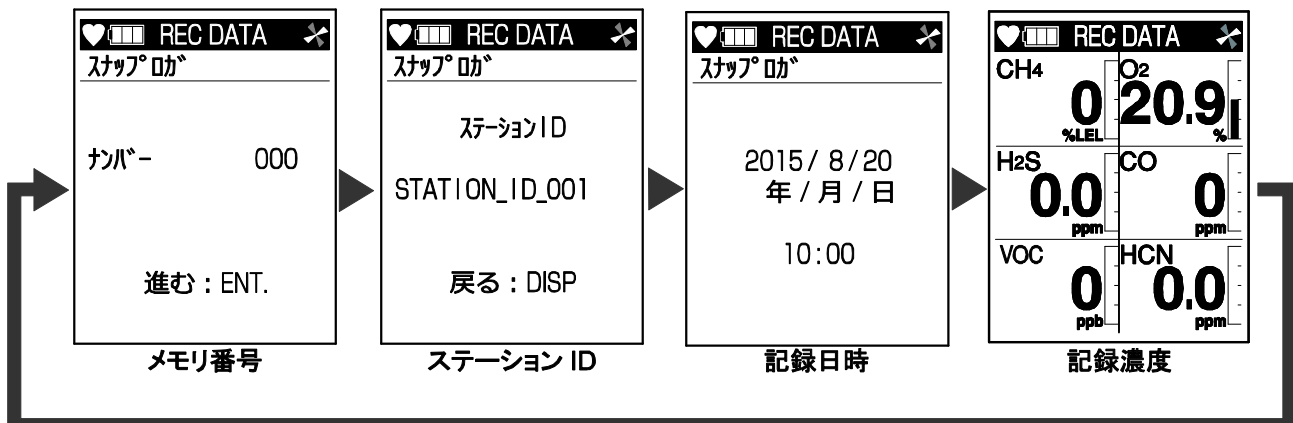 REC DATA
ｽﾅｯﾌﾟﾛｶﾞ
ﾅﾝﾊﾞｰ 000
進む：ENT.
メモリ番号
REC DATA
ｽﾅｯﾌﾟﾛｶﾞ
ｽﾃｰｼｮﾝID
STATION_ID_001
戻る：DISP
ステーション ID
REC DATA
ｽﾅｯﾌﾟﾛｶﾞ
2015/ 8/20
年 / 月 / 日
10:00
記録日時
REC DATA
CH4 O2
0 20.9
%LEL %
H2S CO
0.0 0
ppm ppm
VOC HCN
0 0.0
ppb ppm
記録濃度